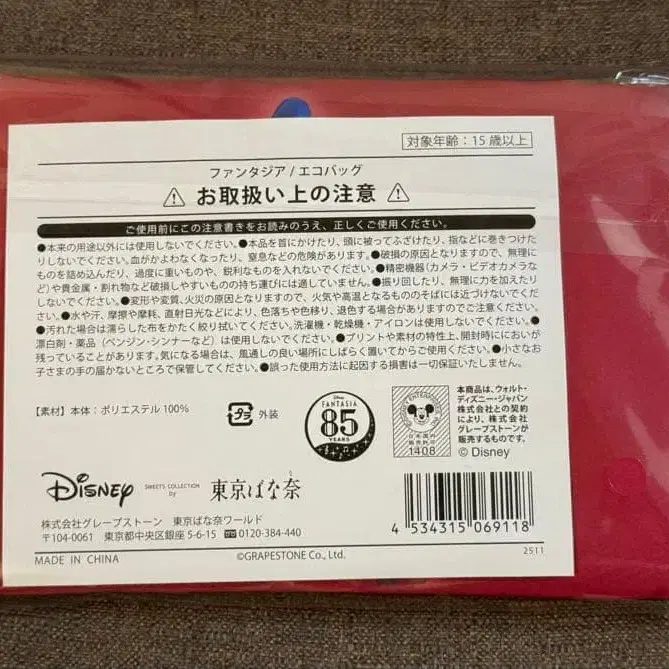 対象年齢:15歳以上
ファンタジア/エコバッグ
お取扱い上の注意
ご使用前にこの注意書きをお読みのうえ、正しくご使用ください。
●本来の用途以外には使用しないでください。●本品を首にかけたり、頭に被ってふざけたり、指などに巻きつけた
りしないでください。血がかよわなくなったり、窒息などの危険があります。●破損の原因となりますので、無理に
ものを詰め込んだり、過度に重いものや、鋭利なものを入れないでください。●精密機器(カメラ・ビデオカメラな
ど)や貴金属・割れ物など破損しやすいものの持ち運びには適していません。●振り回したり、無理に力を加えたり
しないでください。●変形や変質、火災の原因となりますので、火気や高温となるもののそばには近づけないでくだ
さい。●水や汗、摩擦や摩耗、直射日光などにより、色落ちや色移り、退色する場合がありますのでご注意ください。
●汚れた場合は濡らした布をかたく絞り拭いてください。洗濯機・乾燥機・アイロンは使用しないでください。●
漂白剤・薬品(ベンジン・シンナーなど)は使用しないでください。●プリントや素材の特性上、開封時ににおいが
残っていることがあります。気になる場合は、風通しの良い場所にしばらく置いてからご使用ください。●小さなお
子さまの手の届かないところで保管してください。●誤った使用方法に起因する損害は一切保証いたしません。
【素材】本体:ポリエステル100%
プラ 外装
Disney
FANTASIA
85
YEARS
1408
本商品は、ウォルト・
ディズニー・ジャパン
株式会社との契約
により、株式会社
グレープストーンが
販売するものです。
© Disney
Disney SWEETS COLLECTION by 東京ばな奈
株式会社グレープストーン 東京ばな奈ワールド
〒104-0061 東京都中央区銀座5-6-15 0120-384-440
4 534315 069118
MADE IN CHINA
©GRAPESTONE Co., Ltd.
2511